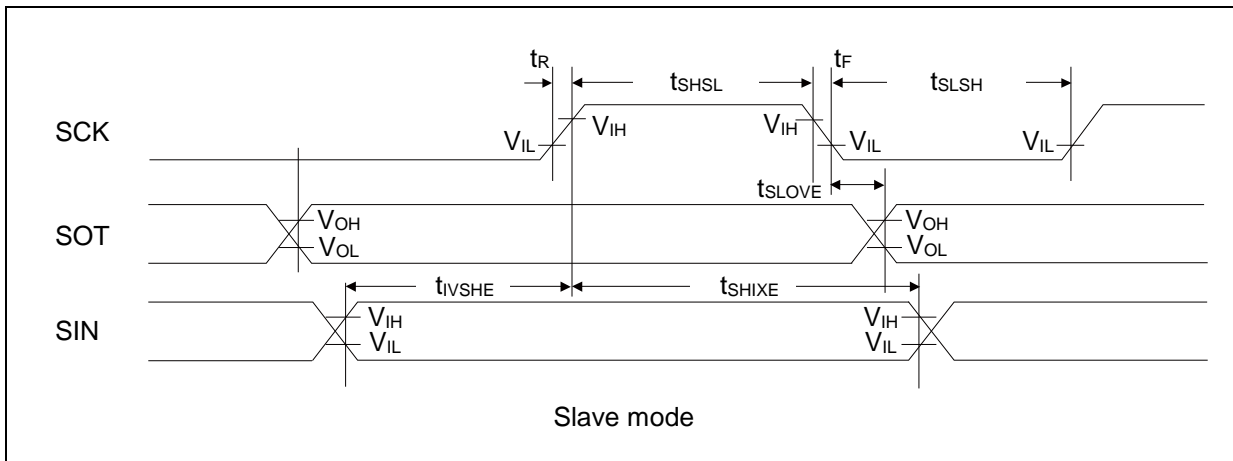 tR tSHSL tF tSLSH
SCK VIL VIH VIH VIL VIL
tSLOVE
SOT VOH VOH
VOL VOL
tIVSHE tSHIXE
SIN VIH VIH
VIL VIL
Slave mode